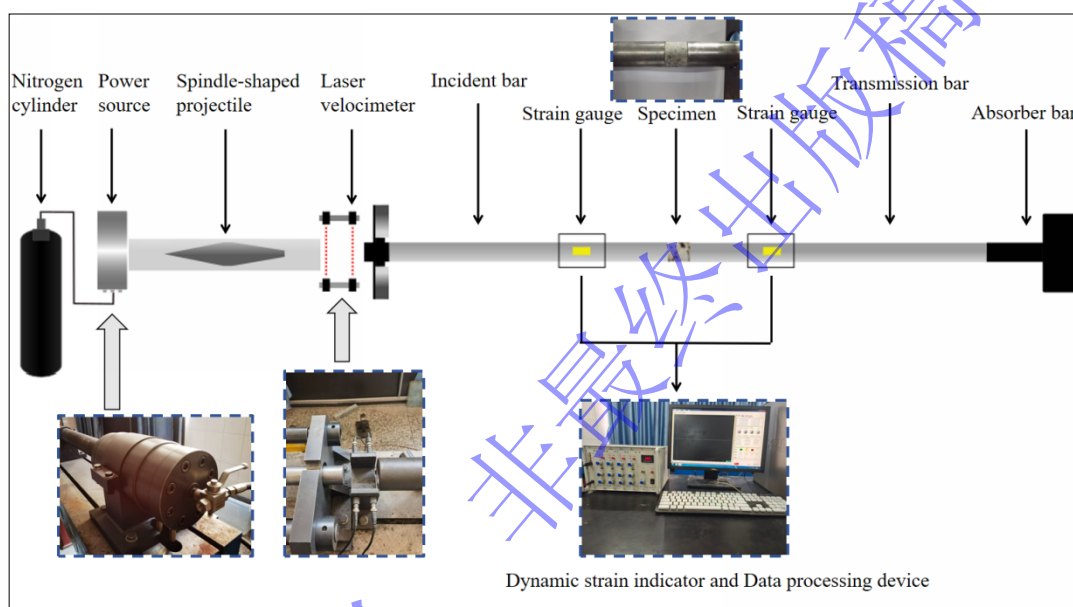 Nitrogen
cylinder
Power
source
Spindle-shaped
projectile
Laser
velocimeter
Incident bar
Strain gauge
Specimen
Strain gauge
Transmission bar
Absorber bar
Dynamic strain indicator and Data processing device
非最终出版稿